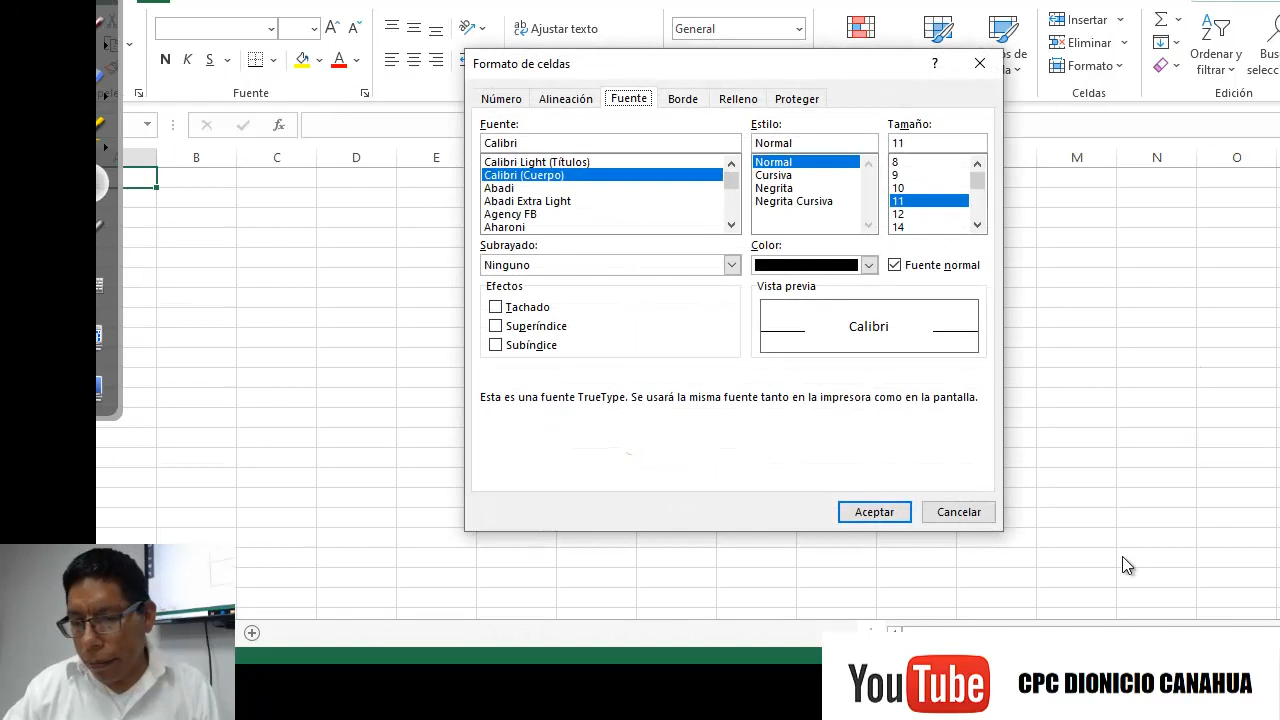 ab Ajustar texto
General
Insertar
Eliminar
Formato
Ordenar y
filtrar
N K S
A
Fuente
Celdas
Edición
fx
B C D E M N O
Formato de celdas
?
Número Alineación Fuente Borde Relleno Proteger
Fuente: Estilo: Tamaño:
Calibri Normal 11
Calibri Light (Títulos) Normal 8
Calibri (Cuerpo) Cursiva 9
Abadi Negrita 10
Abadi Extra Light Negrita Cursiva 11
Agency FB 12
Aharoni 14
Subrayado: Color:
Ninguno Fuente normal
Efectos Vista previa
Tachado
Superíndice
Subíndice
Calibri
Esta es una fuente TrueType. Se usará la misma fuente tanto en la impresora como en la pantalla.
Aceptar Cancelar
YouTube CPC DIONICIO CANAHUA